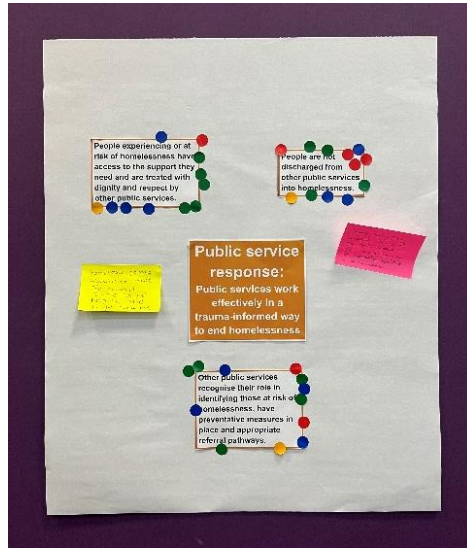 People experiencing or at
risk of homelessness have
access to the support they
need and are treated with
dignity and respect by
other public services.
People are not
discharged from
other public services
into homelessness.
Public service
response:
Public services work
effectively in a
trauma-informed way
to end homelessness
Other public services
recognise their role in
identifying those at risk of
homelessness, have
preventative measures in
place and appropriate
referral pathways.